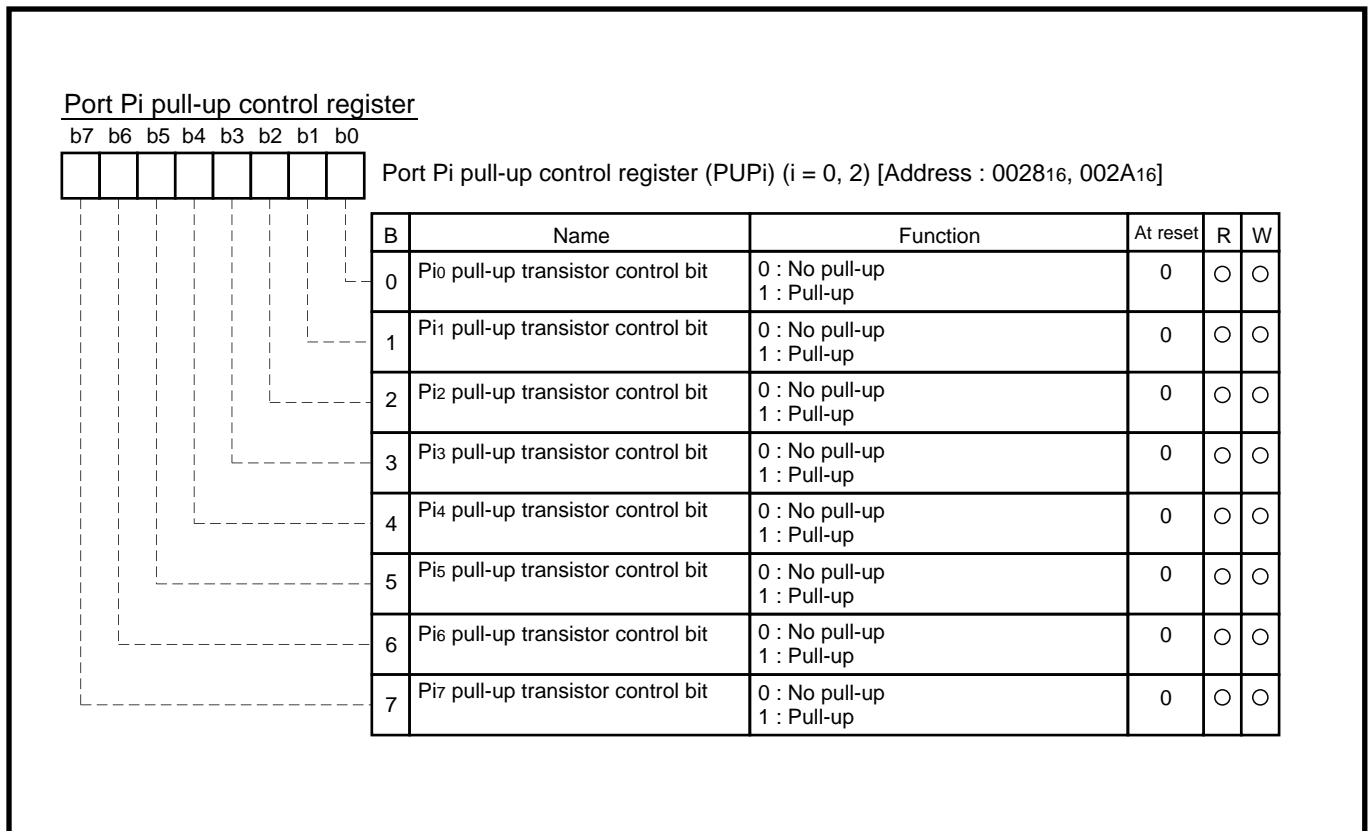 Port Pi pull-up control register
b7 b6 b5 b4 b3 b2 b1 b0
Port Pi pull-up control register (PUPi) (i = 0, 2) [Address : 002816, 002A16]
B Name Function At reset R W
0 Pi0 pull-up transistor control bit 0 : No pull-up 0 ○ ○
1 : Pull-up
1 Pi1 pull-up transistor control bit 0 : No pull-up 0 ○ ○
1 : Pull-up
2 Pi2 pull-up transistor control bit 0 : No pull-up 0 ○ ○
1 : Pull-up
3 Pi3 pull-up transistor control bit 0 : No pull-up 0 ○ ○
1 : Pull-up
4 Pi4 pull-up transistor control bit 0 : No pull-up 0 ○ ○
1 : Pull-up
5 Pi5 pull-up transistor control bit 0 : No pull-up 0 ○ ○
1 : Pull-up
6 Pi6 pull-up transistor control bit 0 : No pull-up 0 ○ ○
1 : Pull-up
7 Pi7 pull-up transistor control bit 0 : No pull-up 0 ○ ○
1 : Pull-up